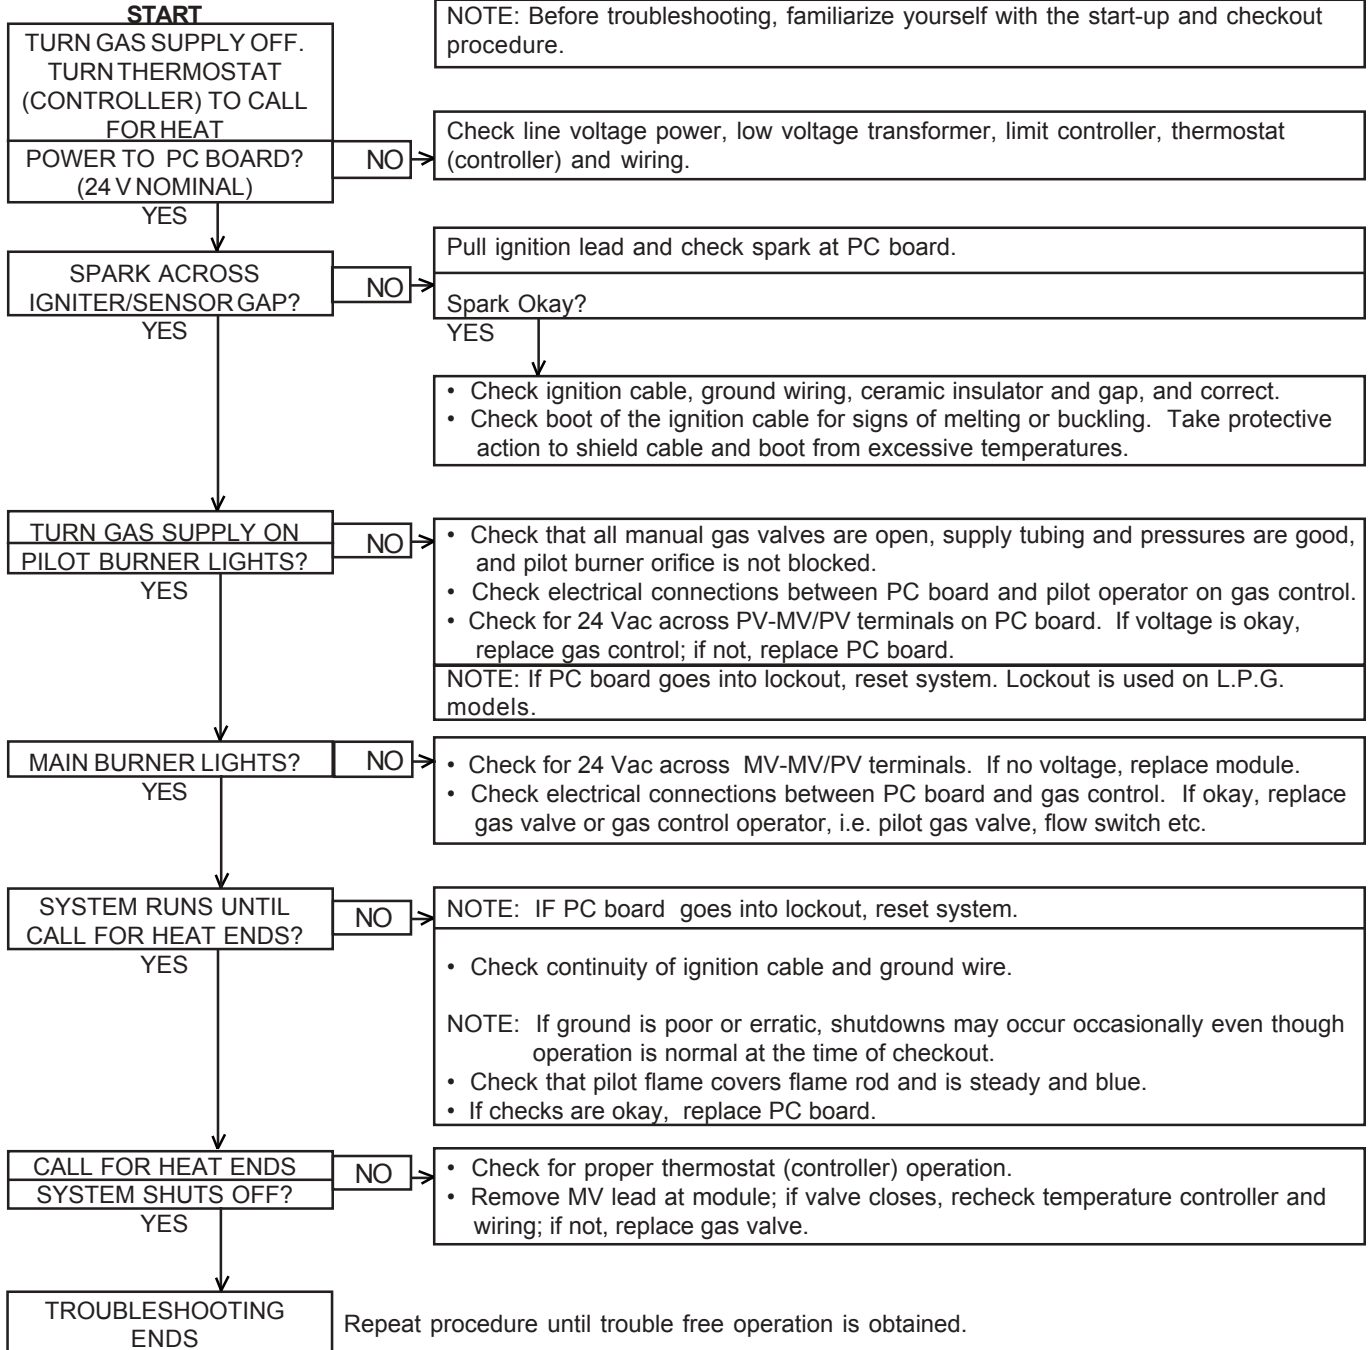 START
TURN GAS SUPPLY OFF.
TURN THERMOSTAT
(CONTROLLER) TO CALL
FOR HEAT
NOTE: Before troubleshooting, familiarize yourself with the start-up and checkout
procedure.
POWER TO PC BOARD?
(24 V NOMINAL)
NO
Check line voltage power, low voltage transformer, limit controller, thermostat
(controller) and wiring.
YES
SPARK ACROSS
IGNITER/SENSOR GAP?
NO
Pull ignition lead and check spark at PC board.
Spark Okay?
YES
YES
• Check ignition cable, ground wiring, ceramic insulator and gap, and correct.
• Check boot of the ignition cable for signs of melting or buckling. Take protective
action to shield cable and boot from excessive temperatures.
TURN GAS SUPPLY ON
PILOT BURNER LIGHTS?
NO
• Check that all manual gas valves are open, supply tubing and pressures are good,
and pilot burner orifice is not blocked.
• Check electrical connections between PC board and pilot operator on gas control.
• Check for 24 Vac across PV-MV/PV terminals on PC board. If voltage is okay,
replace gas control; if not, replace PC board.
NOTE: If PC board goes into lockout, reset system. Lockout is used on L.P.G.
models.
YES
MAIN BURNER LIGHTS?
NO
• Check for 24 Vac across MV-MV/PV terminals. If no voltage, replace module.
• Check electrical connections between PC board and gas control. If okay, replace
gas valve or gas control operator, i.e. pilot gas valve, flow switch etc.
YES
SYSTEM RUNS UNTIL
CALL FOR HEAT ENDS?
NO
NOTE: IF PC board goes into lockout, reset system.
• Check continuity of ignition cable and ground wire.
NOTE: If ground is poor or erratic, shutdowns may occur occasionally even though
operation is normal at the time of checkout.
• Check that pilot flame covers flame rod and is steady and blue.
• If checks are okay, replace PC board.
YES
CALL FOR HEAT ENDS
SYSTEM SHUTS OFF?
NO
• Check for proper thermostat (controller) operation.
• Remove MV lead at module; if valve closes, recheck temperature controller and
wiring; if not, replace gas valve.
YES
TROUBLESHOOTING
ENDS
Repeat procedure until trouble free operation is obtained.